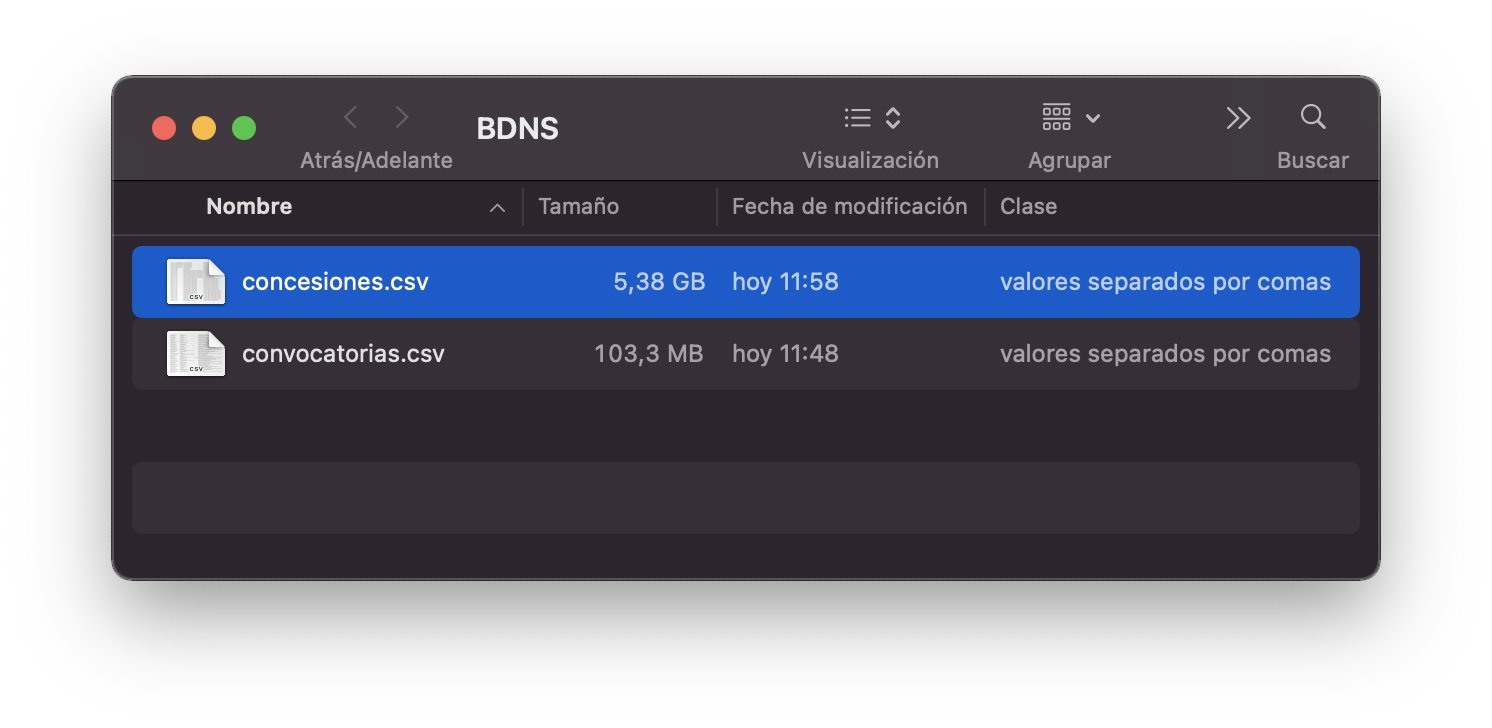 BDNS
Atrás/Adelante
Visualización
Agrupar
Buscar
Nombre Tamaño Fecha de modificación Clase
concesiones.csv 5,38 GB hoy 11:58 valores separados por comas
convocatorias.csv 103,3 MB hoy 11:48 valores separados por comas